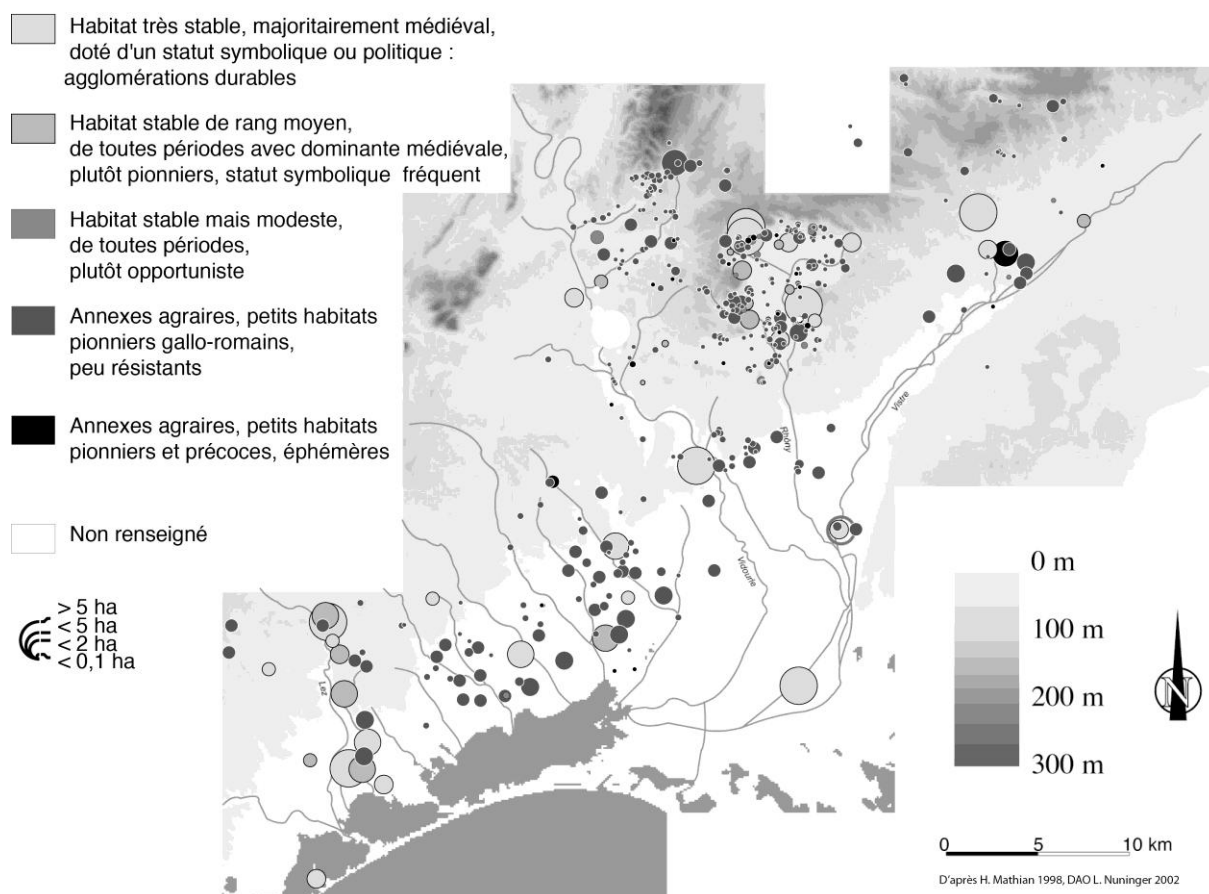 Habitat très stable, majoritairement médiéval,
doté d'un statut symbolique ou politique :
agglomérations durables
Habitat stable de rang moyen,
de toutes périodes avec dominante médiévale,
plutôt pionniers, statut symbolique fréquent
Habitat stable mais modeste,
de toutes périodes,
plutôt opportuniste
Annexes agraires, petits habitats
pionniers gallo-romains,
peu résistants
Annexes agraires, petits habitats
pionniers et précoces, éphémères
Non renseigné
> 5 ha
< 5 ha
< 2 ha
< 0,1 ha
Vistre
Rhôny
Vidourle
Lez
0 m
100 m
200 m
300 m
N
0 5 10 km
D'après H. Mathian 1998, DAO L. Nuninger 2002